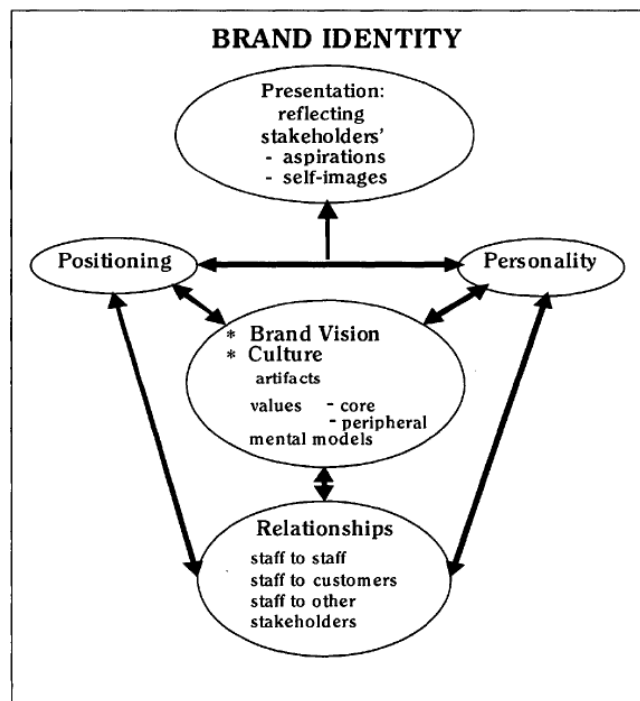 BRAND IDENTITY
Presentation:
reflecting
stakeholders'
- aspirations
- self-images
Positioning
Personality
* Brand Vision
* Culture
artifacts
values - core
- peripheral
mental models
Relationships
staff to staff
staff to customers
staff to other
stakeholders